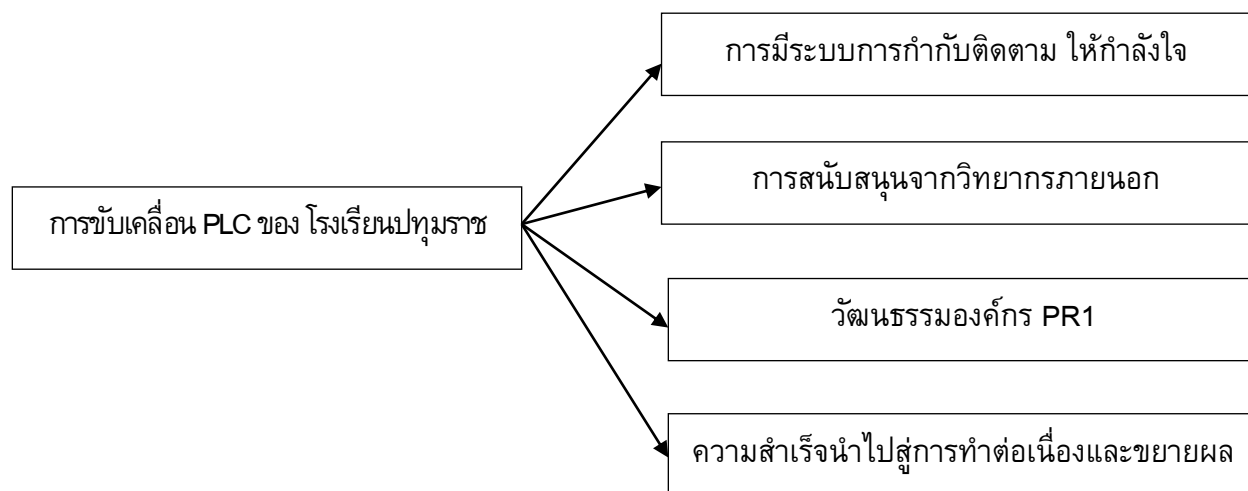 การมีระบบการกำกับติดตาม ให้กำลังใจ
การสนับสนุนจากวิทยากรภายนอก
การขับเคลื่อน PLC ของ โรงเรียนปทุมราช
วัฒนธรรมองค์กร PR1
ความสำเร็จนำไปสู่การทำต่อเนื่องและขยายผล